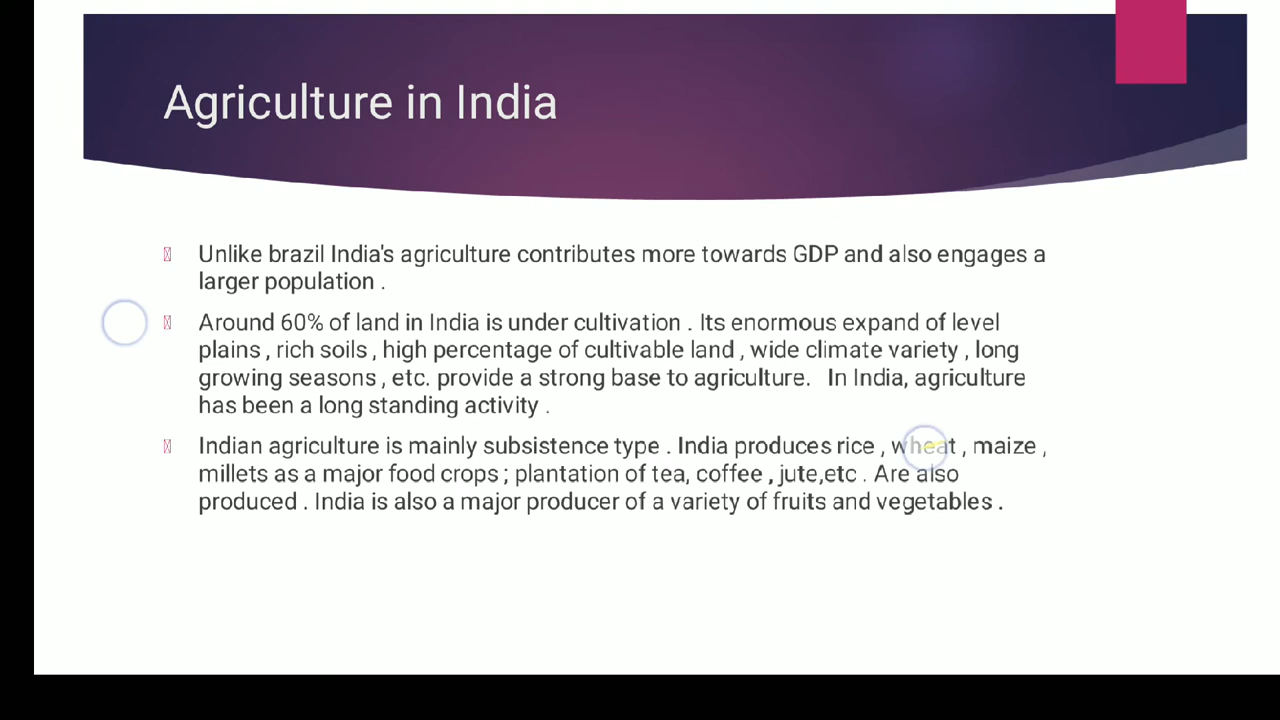 Agriculture in India
Unlike brazil India's agriculture contributes more towards GDP and also engages a
larger population .
Around 60% of land in India is under cultivation . Its enormous expand of level
plains , rich soils , high percentage of cultivable land , wide climate variety , long
growing seasons , etc. provide a strong base to agriculture.   In India, agriculture
has been a long standing activity .
Indian agriculture is mainly subsistence type . India produces rice , wheat , maize ,
millets as a major food crops ; plantation of tea, coffee , jute,etc . Are also
produced . India is also a major producer of a variety of fruits and vegetables .